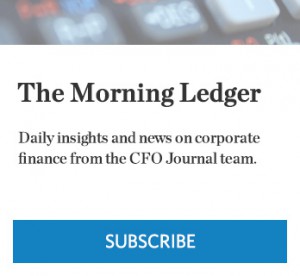 The Morning Ledger
Daily insights and news on corporate
finance from the CFO Journal team.
SUBSCRIBE